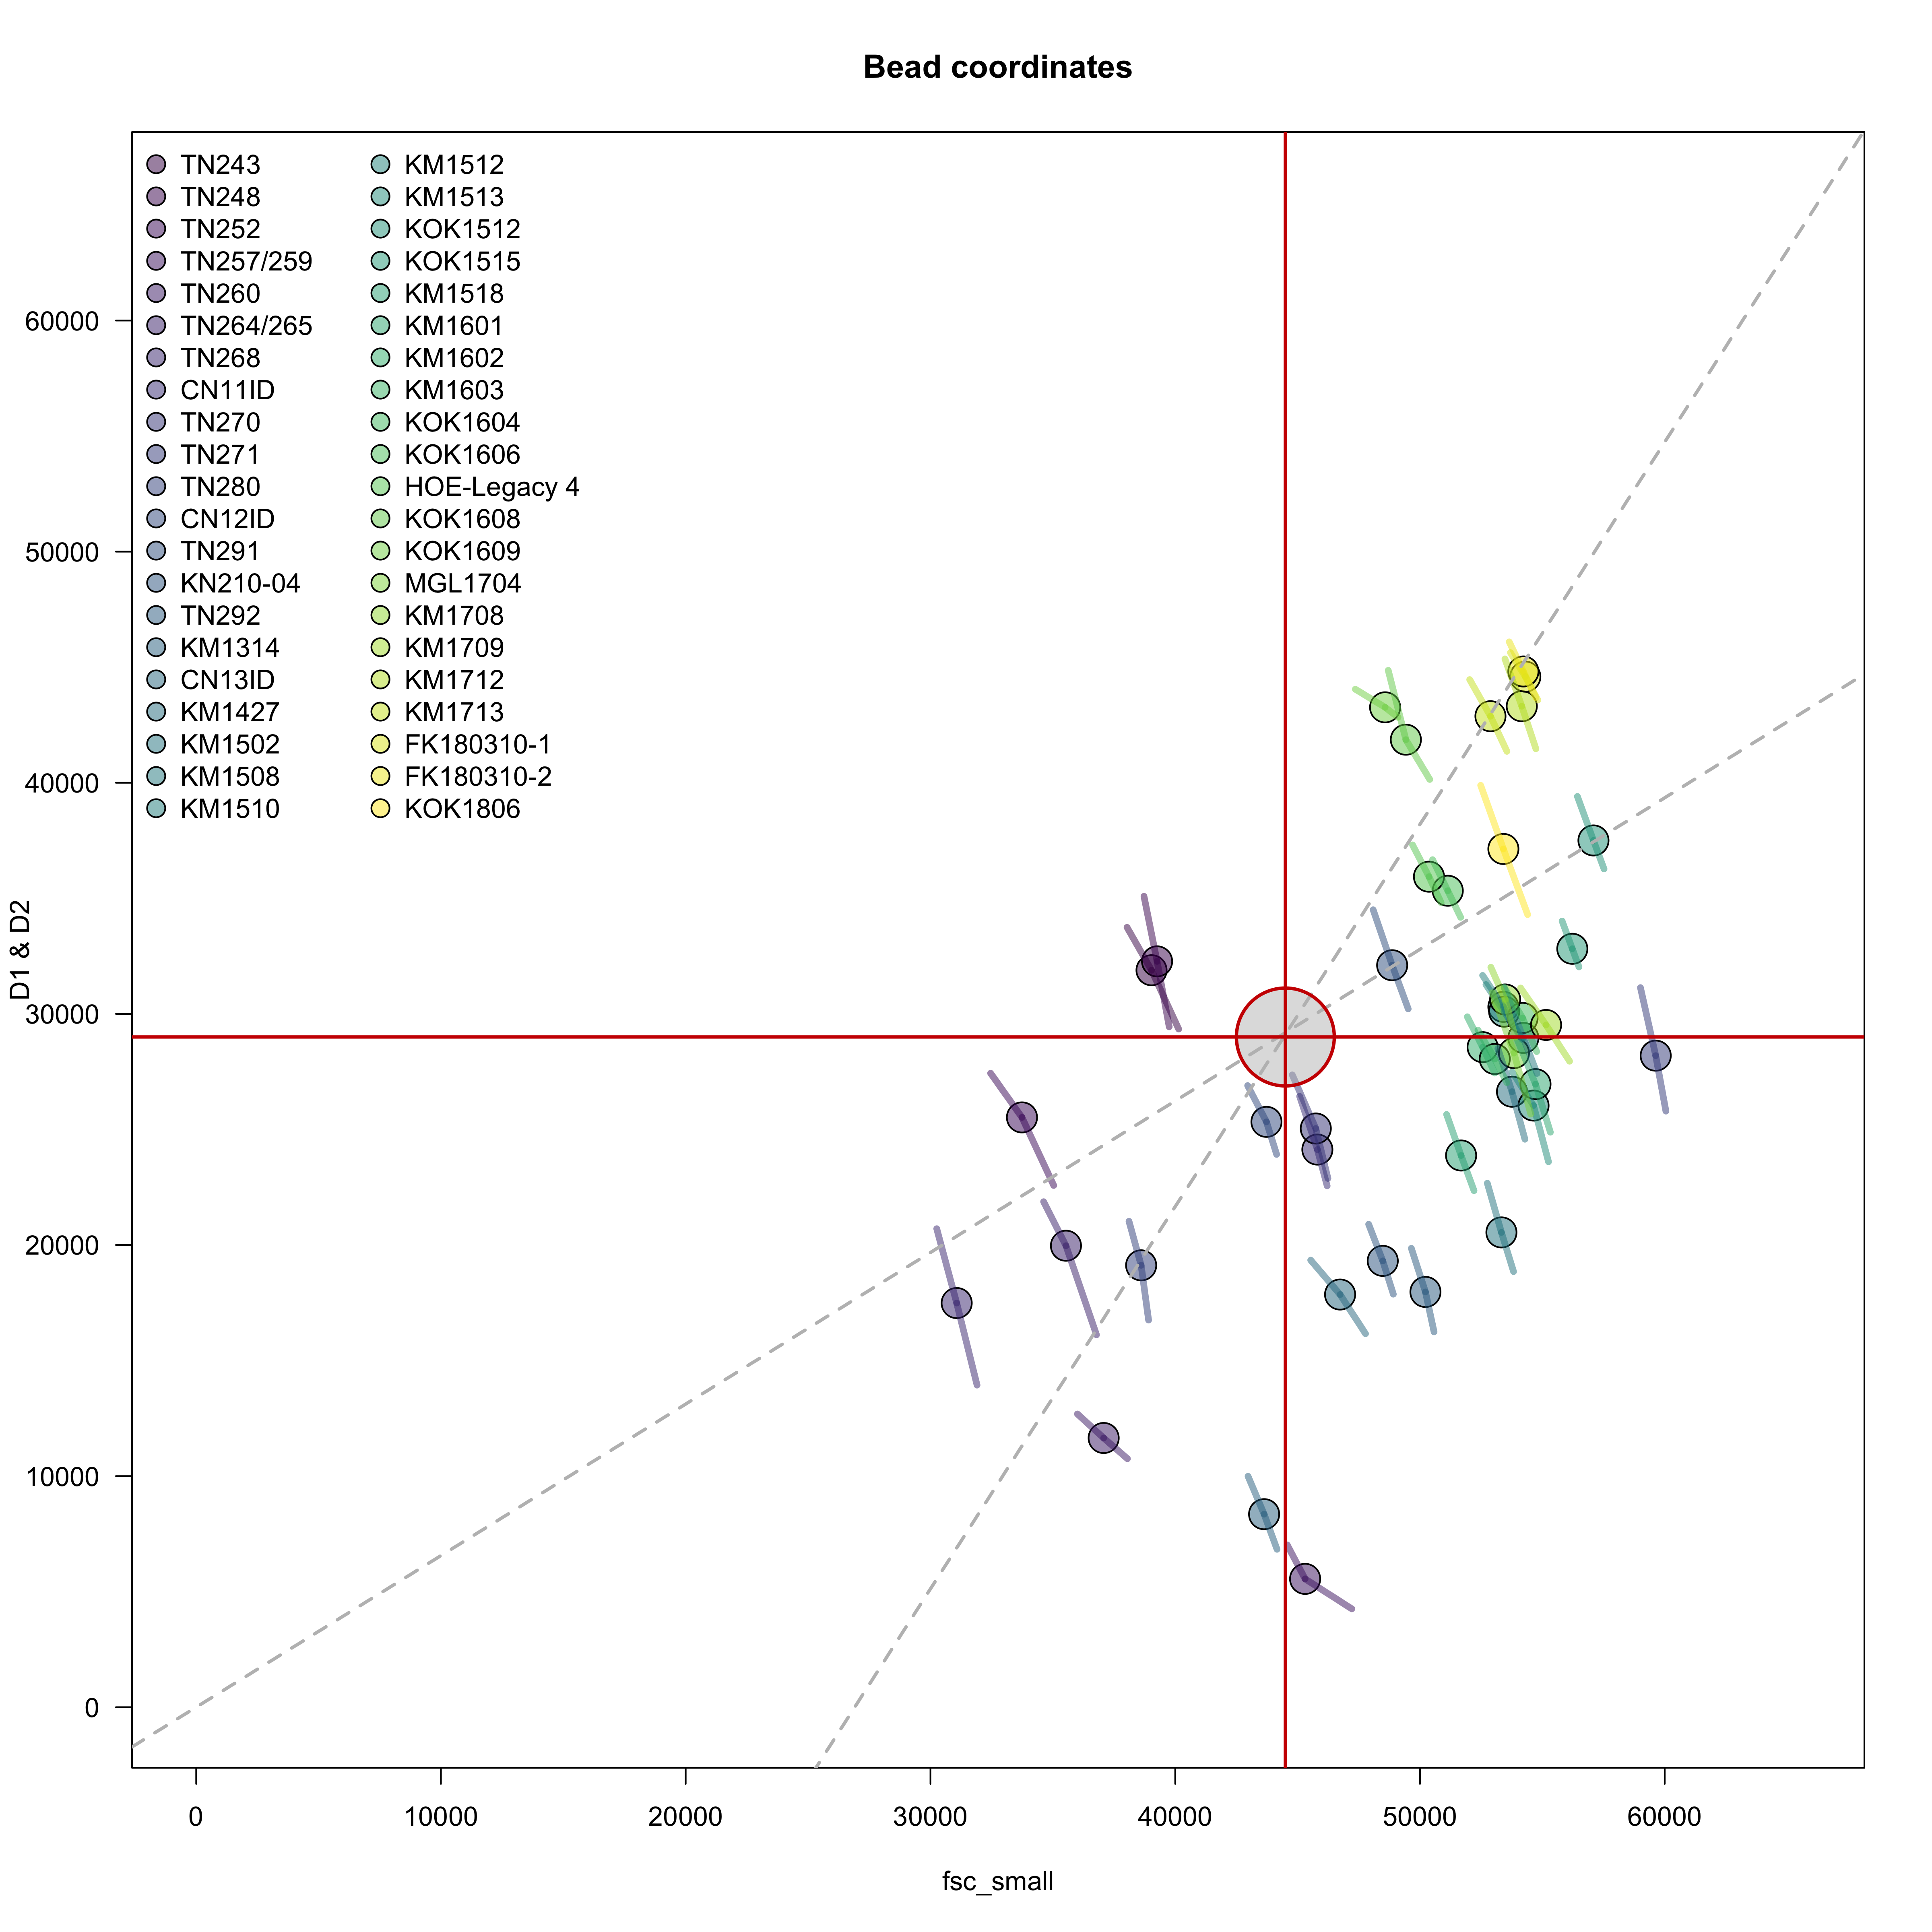 Bead coordinates
TN243
TN248
TN252
TN257/259
TN260
TN264/265
TN268
CN11ID
TN270
TN271
TN280
CN12ID
TN291
KN210-04
TN292
KM1314
CN13ID
KM1427
KM1502
KM1508
KM1510
KM1512
KM1513
KOK1512
KOK1515
KM1518
KM1601
KM1602
KM1603
KOK1604
KOK1606
HOE-Legacy 4
KOK1608
KOK1609
MGL1704
KM1708
KM1709
KM1712
KM1713
FK180310-1
FK180310-2
KOK1806
D1 & D2
60000
50000
40000
30000
20000
10000
0
0
10000
20000
30000
40000
50000
60000
fsc_small